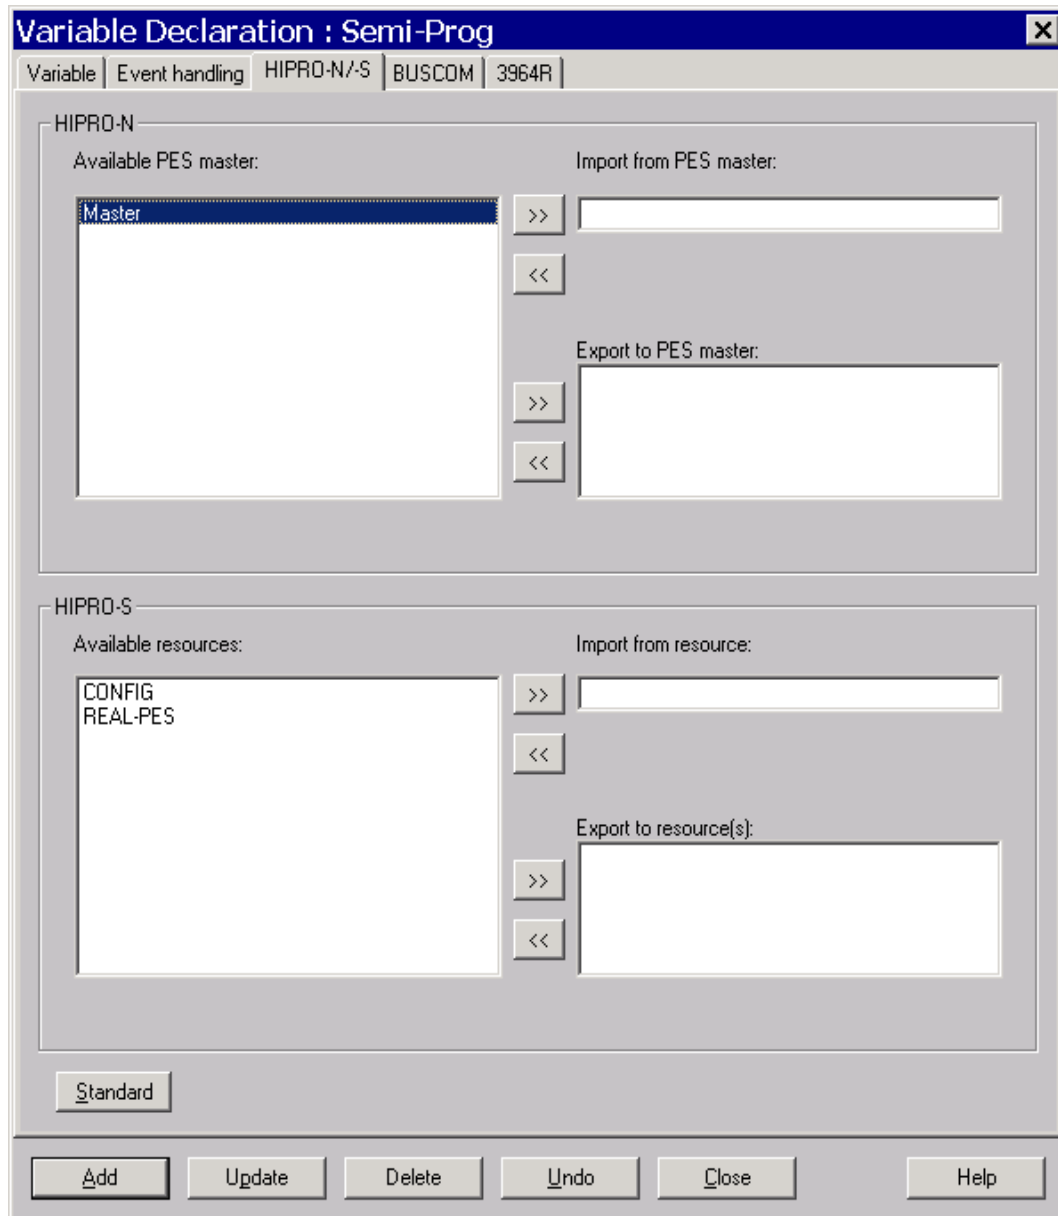 Variable Declaration : Semi-Prog
Variable Event handling HIPRO-N/-S BUSCOM 3964R
HIPRO-N
Available PES master: Import from PES master:
Master >>
<<
Export to PES master:
>>
<<
HIPRO-S
Available resources: Import from resource:
CONFIG >>
REAL-PES
<<
Export to resource(s):
>>
<<
Standard
Add Update Delete Undo Close Help